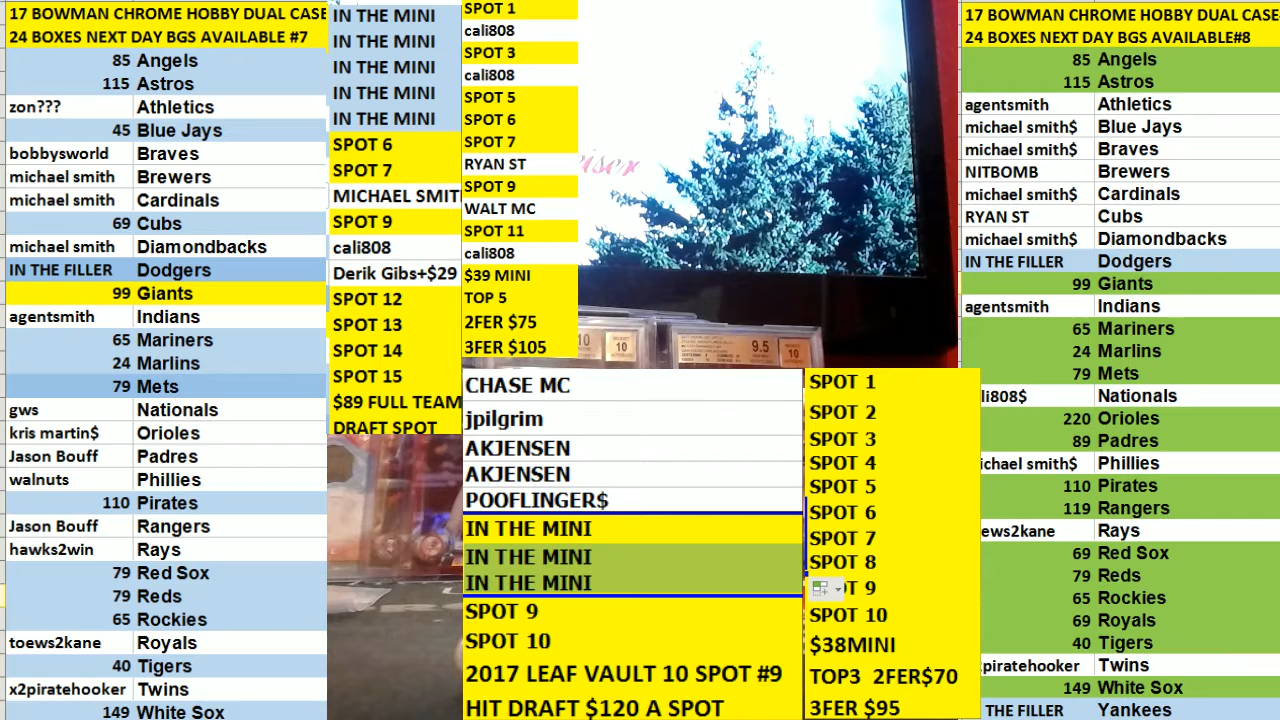 17 BOWMAN CHROME HOBBY DUAL CASE
24 BOXES NEXT DAY BGS AVAILABLE #7
85 Angels
115 Astros
zon??? Athletics
45 Blue Jays
bobbysworld Braves
michael smith Brewers
michael smith Cardinals
69 Cubs
michael smith Diamondbacks
IN THE FILLER Dodgers
99 Giants
agentsmith Indians
65 Mariners
24 Marlins
79 Mets
gws Nationals
kris martin$ Orioles
Jason Bouff Padres
walnuts Phillies
110 Pirates
Jason Bouff Rangers
hawks2win Rays
79 Red Sox
79 Reds
65 Rockies
toews2kane Royals
40 Tigers
x2piratehooker Twins
149 White Sox
IN THE MINI
IN THE MINI
IN THE MINI
IN THE MINI
IN THE MINI
SPOT 6
SPOT 7
MICHAEL SMIT
SPOT 9
cali808
Derik Gibs+$29
SPOT 12
SPOT 13
SPOT 14
SPOT 15
$89 FULL TEAM
DRAFT SPOT
SPOT 1
cali808
SPOT 3
cali808
SPOT 5
SPOT 6
SPOT 7
RYAN ST
SPOT 9
WALT MC
SPOT 11
cali808
$39 MINI
TOP 5
2FER $75
3FER $105
10
10
9.5
10
CHASE MC
jpilgrim
AKJENSEN
AKJENSEN
POOFLINGER$
IN THE MINI
IN THE MINI
IN THE MINI
SPOT 9
SPOT 10
2017 LEAF VAULT 10 SPOT #9
HIT DRAFT $120 A SPOT
SPOT 1
SPOT 2
SPOT 3
SPOT 4
SPOT 5
SPOT 6
SPOT 7
SPOT 8
OT 9
SPOT 10
$38MINI
TOP3 2FER$70
3FER $95
17 BOWMAN CHROME HOBBY DUAL CASE
24 BOXES NEXT DAY BGS AVAILABLE#8
85 Angels
115 Astros
agentsmith Athletics
michael smith$ Blue Jays
michael smith$ Braves
NITBOMB Brewers
michael smith$ Cardinals
RYAN ST Cubs
michael smith$ Diamondbacks
IN THE FILLER Dodgers
99 Giants
agentsmith Indians
65 Mariners
24 Marlins
79 Mets
li808$ Nationals
220 Orioles
89 Padres
ichael smith$ Phillies
110 Pirates
119 Rangers
ews2kane Rays
69 Red Sox
79 Reds
65 Rockies
69 Royals
40 Tigers
piratehooker Twins
149 White Sox
THE FILLER Yankees